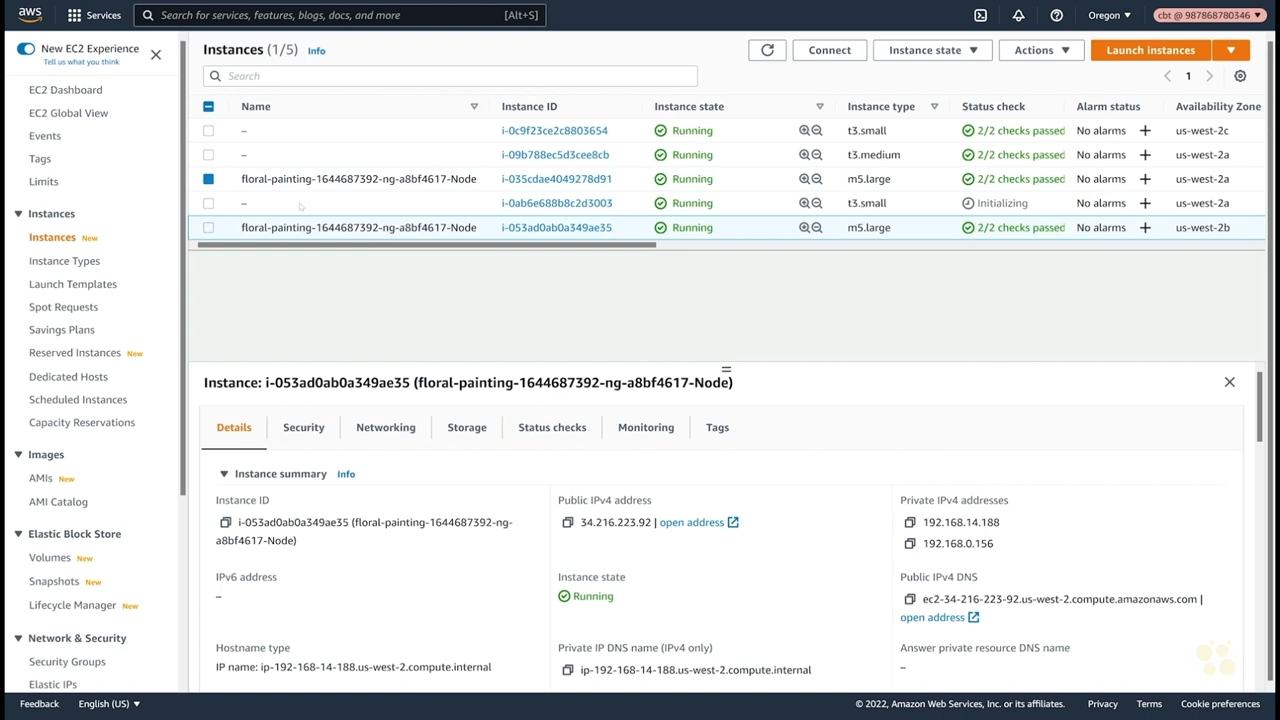 aws Services Search for services, features, blogs, docs, and more [Alt+S] Oregon ▼ cbt @ 987868780346 ▼
New EC2 Experience
Tell us what you think
EC2 Dashboard
EC2 Global View
Events
Tags
Limits
Instances
Instances New
Instance Types
Launch Templates
Spot Requests
Savings Plans
Reserved Instances New
Dedicated Hosts
Scheduled Instances
Capacity Reservations
Images
AMIs New
AMI Catalog
Elastic Block Store
Volumes New
Snapshots New
Lifecycle Manager New
Network & Security
Security Groups
Elastic IPs
Instances (1/5) Info Connect Instance state ▼ Actions ▼ Launch instances ▼
Search 1
Name Instance ID Instance state Instance type Status check Alarm status Availability Zone
– i-0c9f23ce2c8803654 Running t3.small 2/2 checks passed No alarms + us-west-2c
– i-09b788ec5d3cee8cb Running t3.medium 2/2 checks passed No alarms + us-west-2a
floral-painting-1644687392-ng-a8bf4617-Node i-035cdae4049278d91 Running m5.large 2/2 checks passed No alarms + us-west-2a
– i-0ab6e688b8c2d3003 Running t3.small Initializing No alarms + us-west-2a
floral-painting-1644687392-ng-a8bf4617-Node i-053ad0ab0a349ae35 Running m5.large 2/2 checks passed No alarms + us-west-2b
Instance: i-053ad0ab0a349ae35 (floral-painting-1644687392-ng-a8bf4617-Node)
Details Security Networking Storage Status checks Monitoring Tags
Instance summary Info
Instance ID
i-053ad0ab0a349ae35 (floral-painting-1644687392-ng-
a8bf4617-Node)
Public IPv4 address
34.216.223.92 | open address
Private IPv4 addresses
192.168.14.188
192.168.0.156
IPv6 address
–
Instance state
Running
Public IPv4 DNS
ec2-34-216-223-92.us-west-2.compute.amazonaws.com |
open address
Hostname type
IP name: ip-192-168-14-188.us-west-2.compute.internal
Private IP DNS name (IPv4 only)
ip-192-168-14-188.us-west-2.compute.internal
Answer private resource DNS name
–
Feedback English (US) ▼ © 2022, Amazon Web Services, Inc. or its affiliates. Privacy Terms Cookie preferences